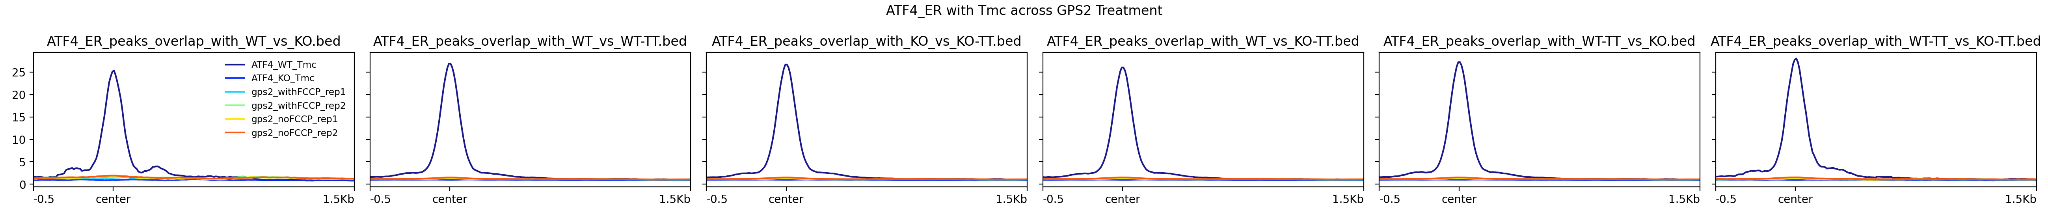 ATF4_ER with Tmc across GPS2 Treatment
ATF4_ER_peaks_overlap_with_WT_vs_KO.bed
ATF4_ER_peaks_overlap_with_WT_vs_WT-TT.bed
ATF4_ER_peaks_overlap_with_KO_vs_KO-TT.bed
ATF4_ER_peaks_overlap_with_WT_vs_KO-TT.bed
ATF4_ER_peaks_overlap_with_WT-TT_vs_KO.bed
ATF4_ER_peaks_overlap_with_WT-TT_vs_KO-TT.bed
25
20
15
10
5
0
ATF4_WT_Tmc
ATF4_KO_Tmc
gps2_withFCCP_rep1
gps2_withFCCP_rep2
gps2_noFCCP_rep1
gps2_noFCCP_rep2
-0.5 center 1.5Kb
-0.5 center 1.5Kb
-0.5 center 1.5Kb
-0.5 center 1.5Kb
-0.5 center 1.5Kb
-0.5 center 1.5Kb